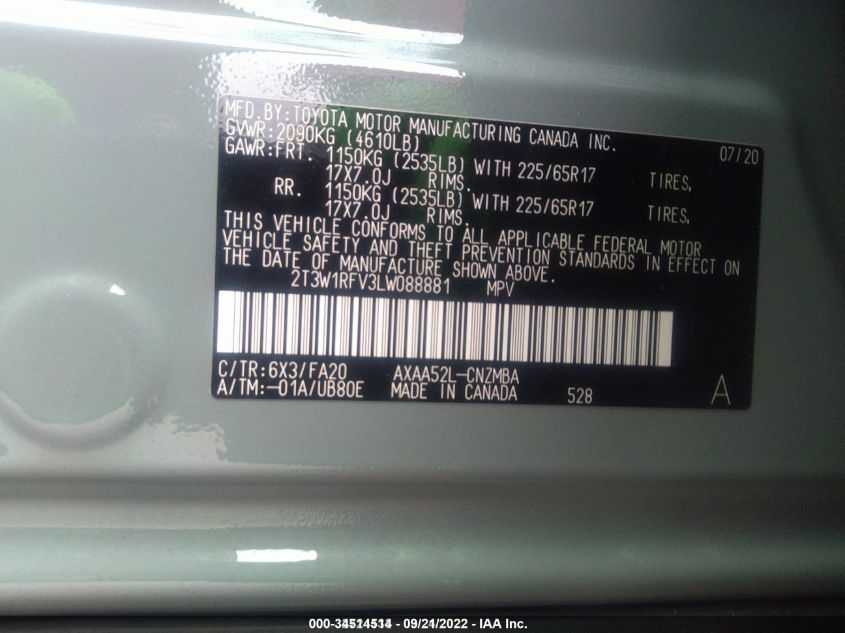 MFD.BY:TOYOTA MOTOR MANUFACTURING CANADA INC.
GVWR:2090KG (4610LB) 07/20
GAWR:FRT. 1150KG (2535LB) WITH 225/65R17 TIRES,
17X7.0J RIMS.
RR. 1150KG (2535LB) WITH 225/65R17 TIRES,
17X7.0J RIMS.
THIS VEHICLE CONFORMS TO ALL APPLICABLE FEDERAL MOTOR
VEHICLE SAFETY AND THEFT PREVENTION STANDARDS IN EFFECT ON
THE DATE OF MANUFACTURE SHOWN ABOVE.
2T3W1RFV3LW088881 MPV
C/TR:6X3/FA20 AXAA52L-CNZMBA
A/TM:-01A/UB80E MADE IN CANADA 528 A
000-34514514 - 09/21/2022 - IAA Inc.